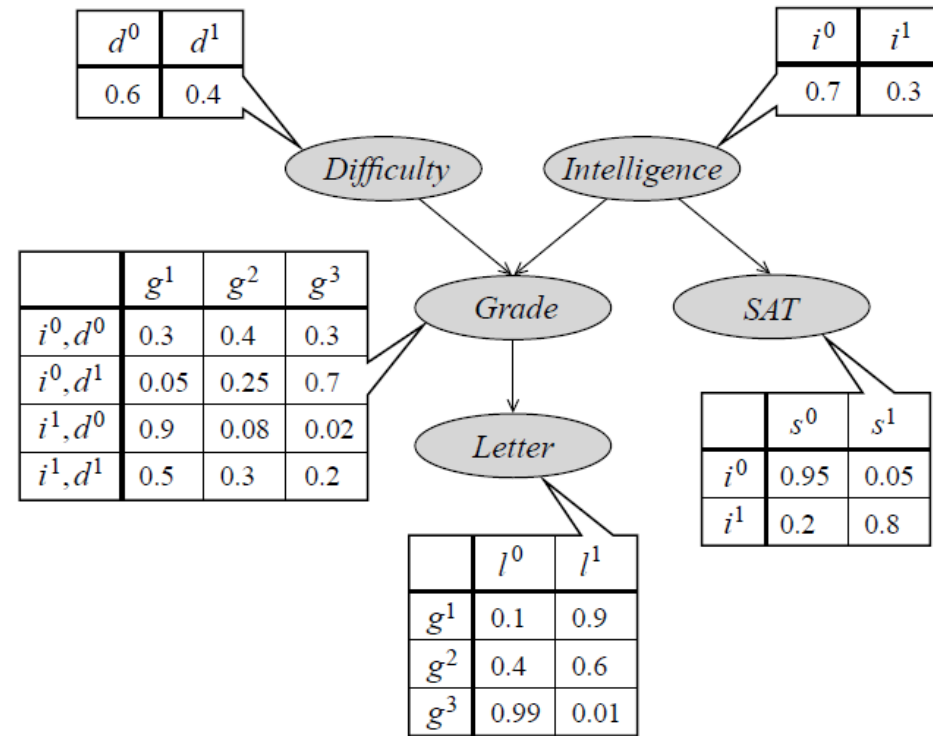 d⁰ d¹
0.6 0.4
i⁰ i¹
0.7 0.3
Difficulty
Intelligence
g¹ g² g³
i⁰,d⁰ 0.3 0.4 0.3
i⁰,d¹ 0.05 0.25 0.7
i¹,d⁰ 0.9 0.08 0.02
i¹,d¹ 0.5 0.3 0.2
Grade
SAT
Letter
s⁰ s¹
i⁰ 0.95 0.05
i¹ 0.2 0.8
l⁰ l¹
g¹ 0.1 0.9
g² 0.4 0.6
g³ 0.99 0.01